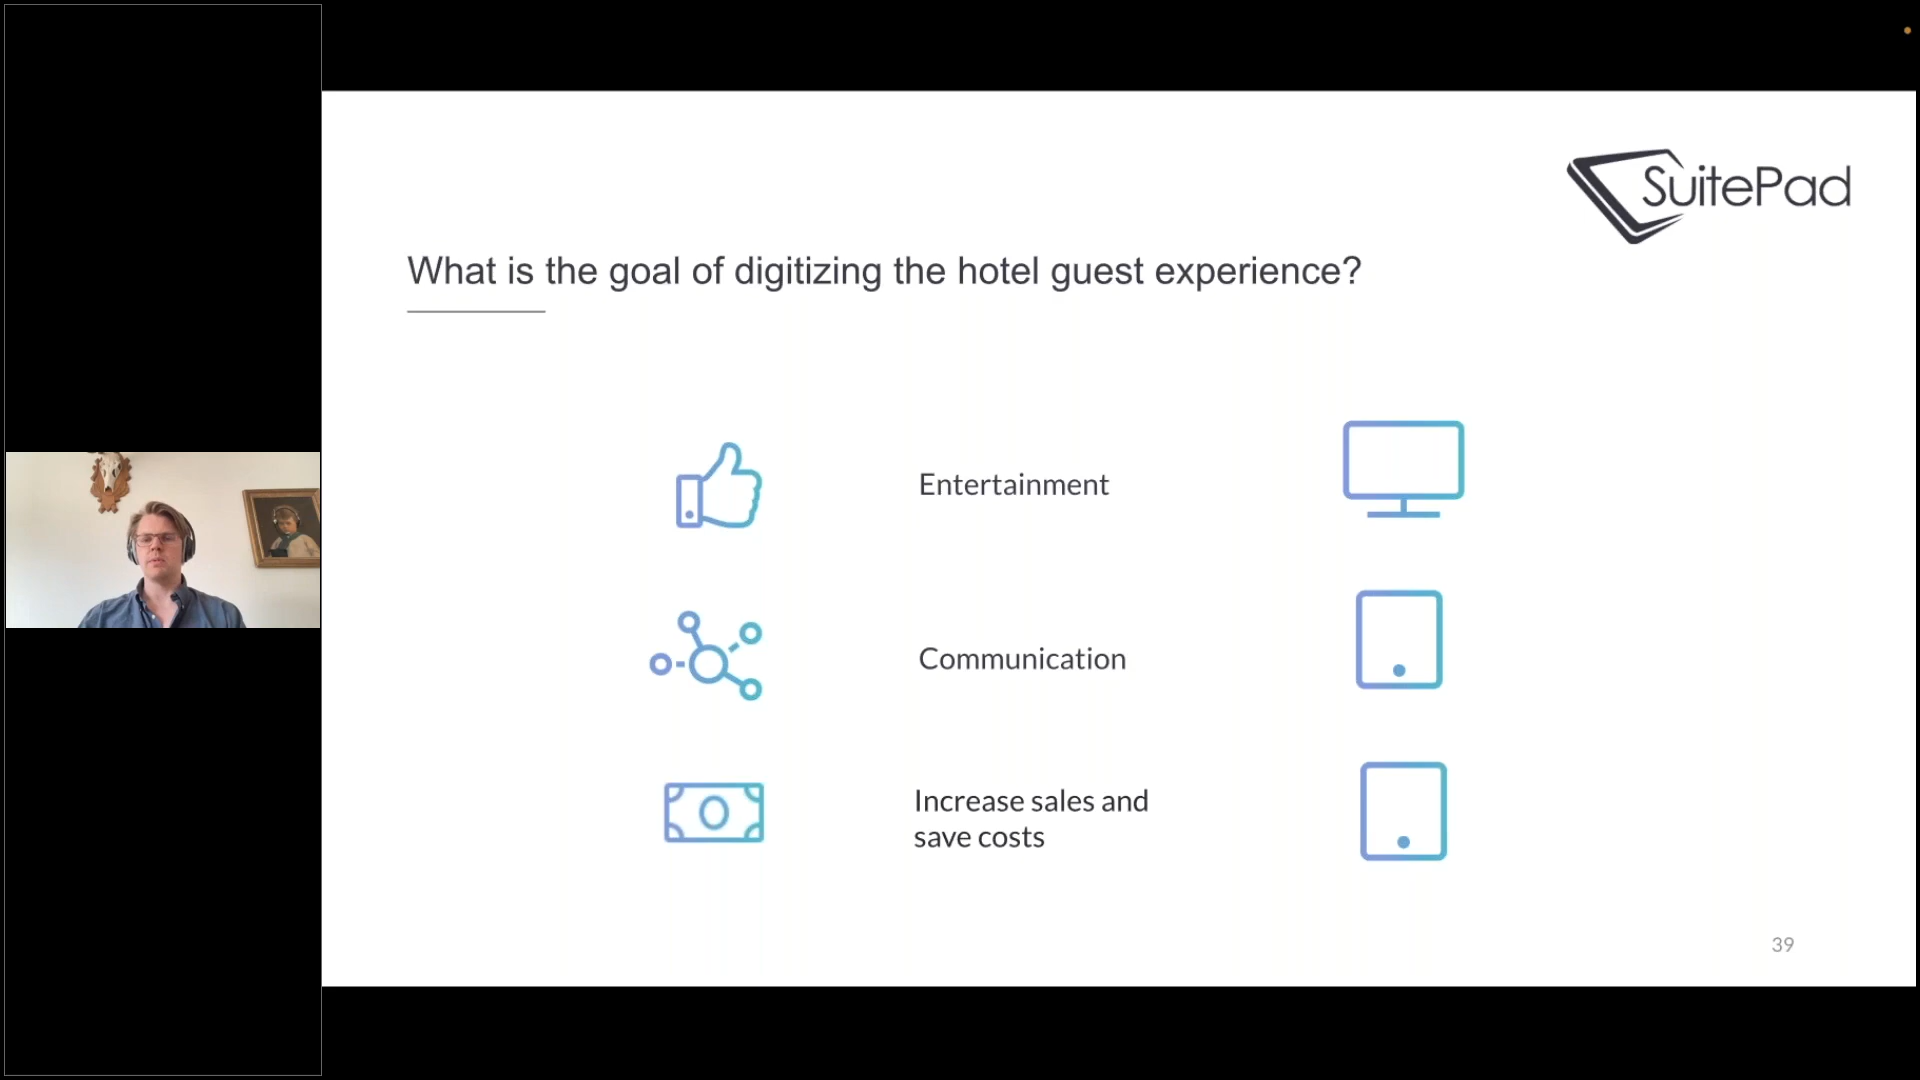 SuitePad
What is the goal of digitizing the hotel guest experience?
Entertainment
Communication
Increase sales and
save costs
39